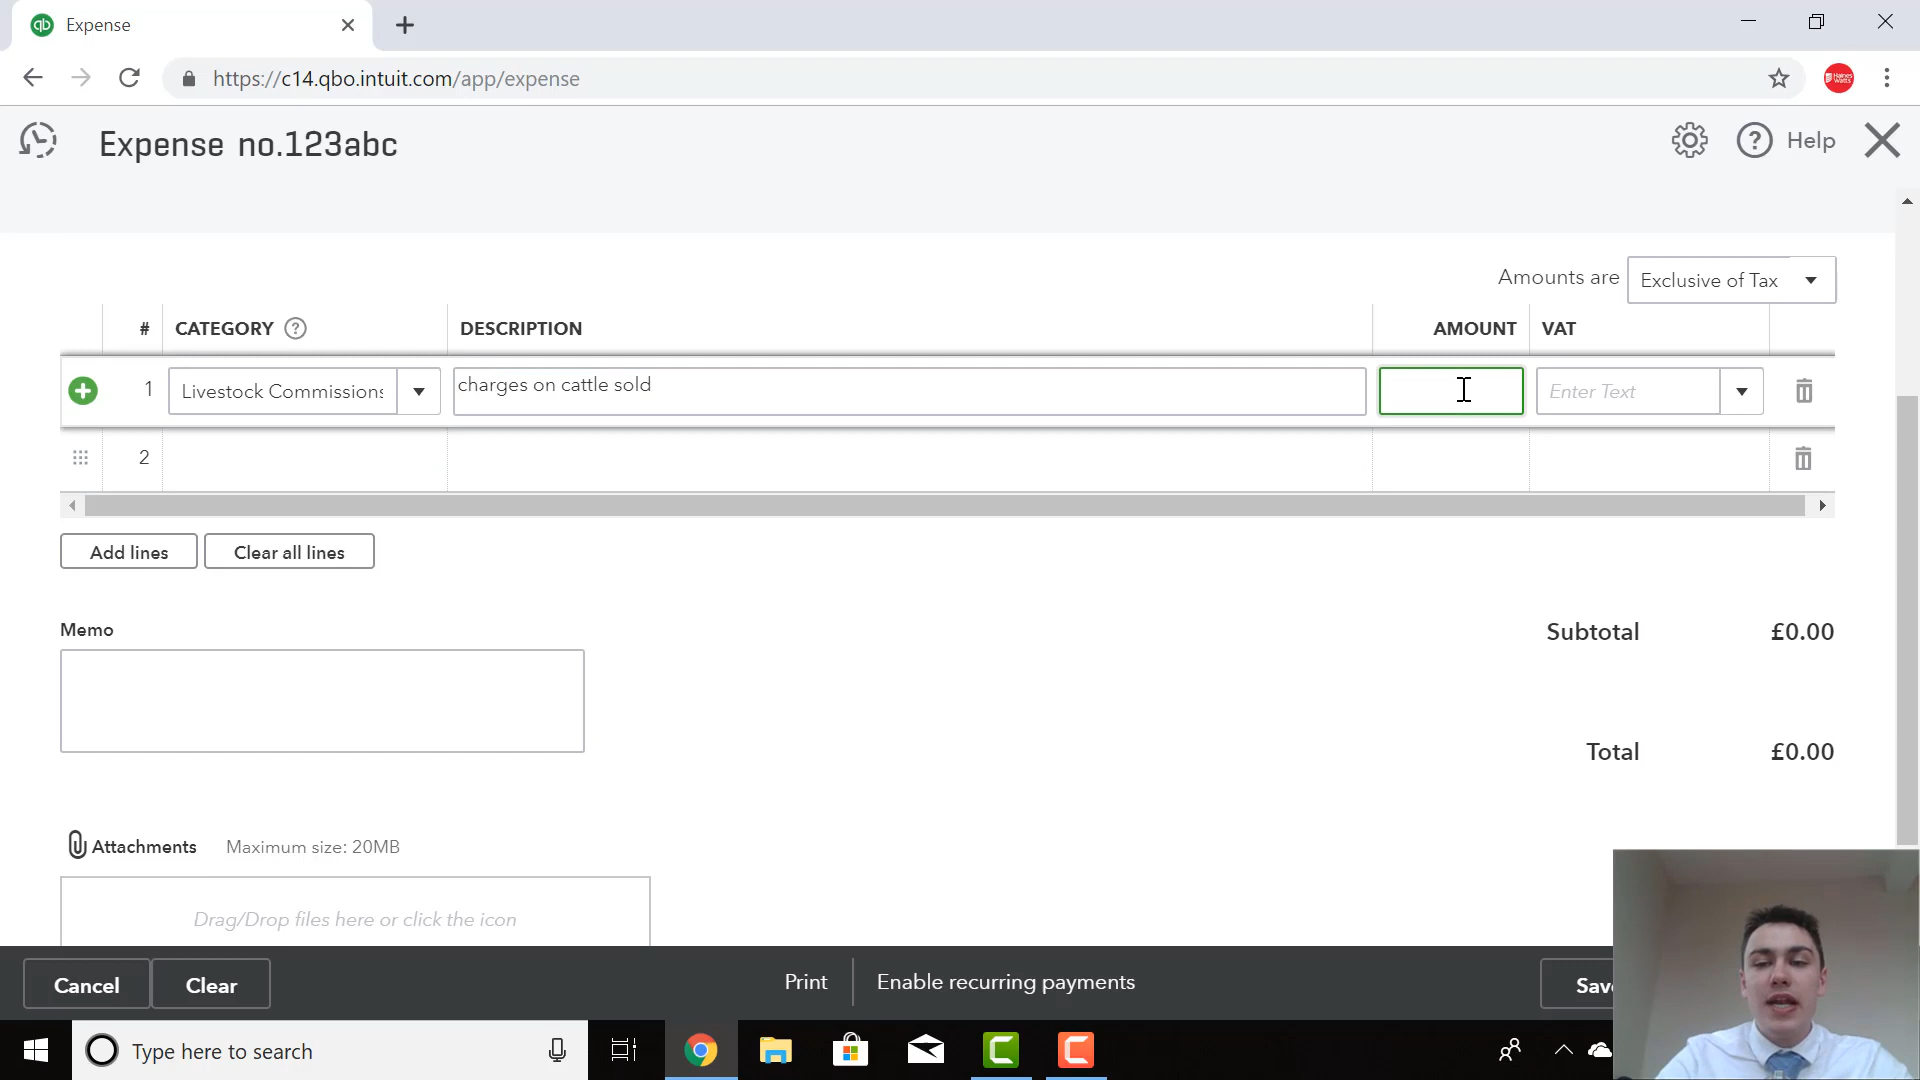 Expense
https://c14.qbo.intuit.com/app/expense
Expense no.123abc
Help
Amounts are Exclusive of Tax
# CATEGORY DESCRIPTION AMOUNT VAT
1 Livestock Commissions charges on cattle sold Enter Text
2
Add lines Clear all lines
Memo
Subtotal £0.00
Total £0.00
Attachments Maximum size: 20MB
Drag/Drop files here or click the icon
Cancel Clear Print Enable recurring payments Save
Type here to search